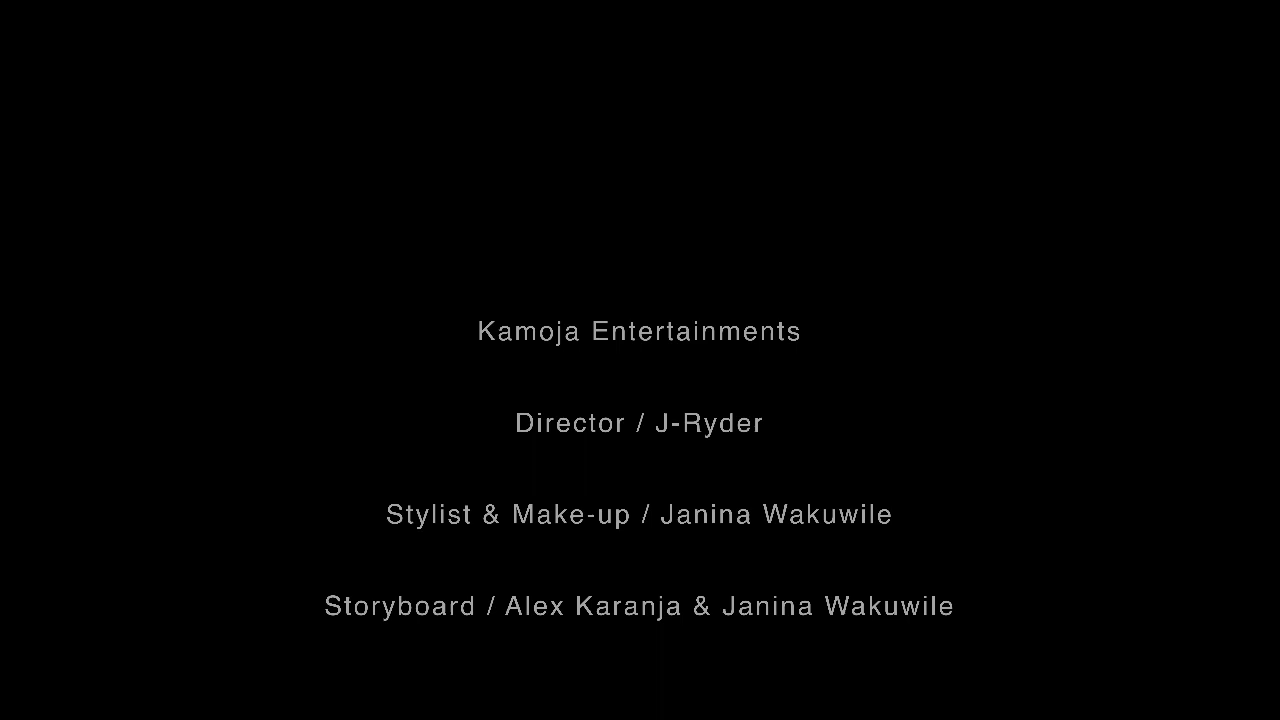 Kamoja Entertainments
Director / J-Ryder
Stylist & Make-up / Janina Wakuwile
Storyboard / Alex Karanja & Janina Wakuwile